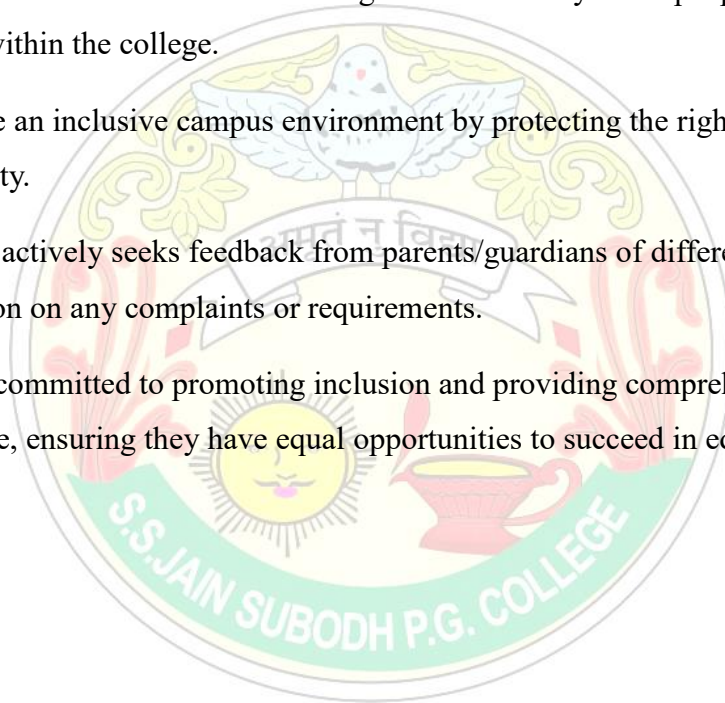 within the college.
e an inclusive campus environment by protecting the righ
ty.
actively seeks feedback from parents/guardians of differe
on on any complaints or requirements.
committed to promoting inclusion and providing compre
e, ensuring they have equal opportunities to succeed in e
अमृतं नु विद्या
S.S.JAIN SUBODH P.G. COLLEGE